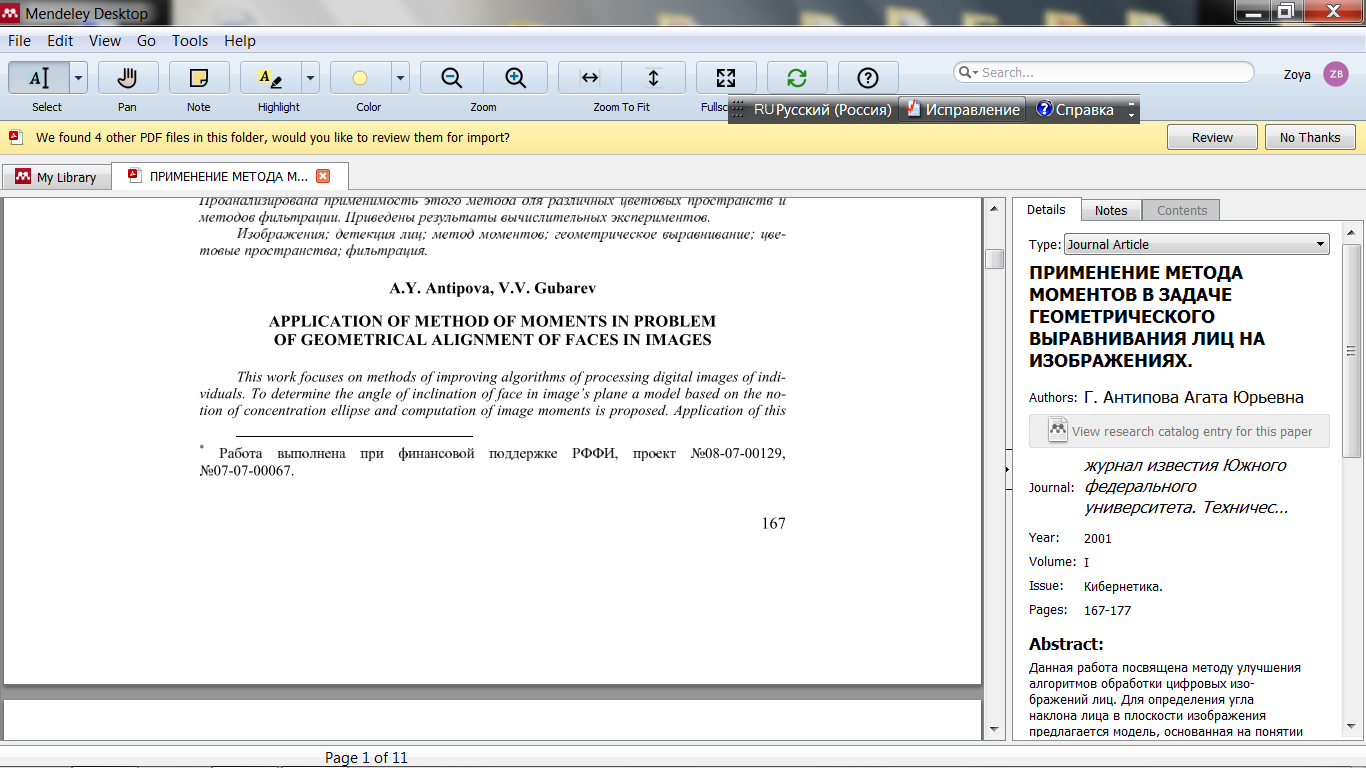 Mendeley Desktop
File Edit View Go Tools Help
Search...
Zoya ZB
Select Pan Note Highlight Color Zoom Zoom To Fit Fullsc
RU Русский (Россия) Исправление Справка
We found 4 other PDF files in this folder, would you like to review them for import? Review No Thanks
My Library ПРИМЕНЕНИЕ МЕТОДА М...
Проанализирована применимость этого метода для различных цветовых пространств и
методов фильтрации. Приведены результаты вычислительных экспериментов.
Изображения; детекция лиц; метод моментов; геометрическое выравнивание; цве-
товые пространства; фильтрация.
A.Y. Antipova, V.V. Gubarev
APPLICATION OF METHOD OF MOMENTS IN PROBLEM
OF GEOMETRICAL ALIGNMENT OF FACES IN IMAGES
This work focuses on methods of improving algorithms of processing digital images of indi-
viduals. To determine the angle of inclination of face in image's plane a model based on the no-
tion of concentration ellipse and computation of image moments is proposed. Application of this
* Работа выполнена при финансовой поддержке РФФИ, проект №08-07-00129,
№07-07-00067.
167
Details Notes Contents
Type: Journal Article
ПРИМЕНЕНИЕ МЕТОДА
МОМЕНТОВ В ЗАДАЧЕ
ГЕОМЕТРИЧЕСКОГО
ВЫРАВНИВАНИЯ ЛИЦ НА
ИЗОБРАЖЕНИЯХ.
Authors: Г. Антипова Агата Юрьевна
View research catalog entry for this paper
Journal: журнал известия Южного
федерального
университета. Техничес...
Year: 2001
Volume: I
Issue: Кибернетика.
Pages: 167-177
Abstract:
Данная работа посвящена методу улучшения
алгоритмов обработки цифровых изо-
бражений лиц. Для определения угла
наклона лица в плоскости изображения
предлагается модель, основанная на понятии
Page 1 of 11